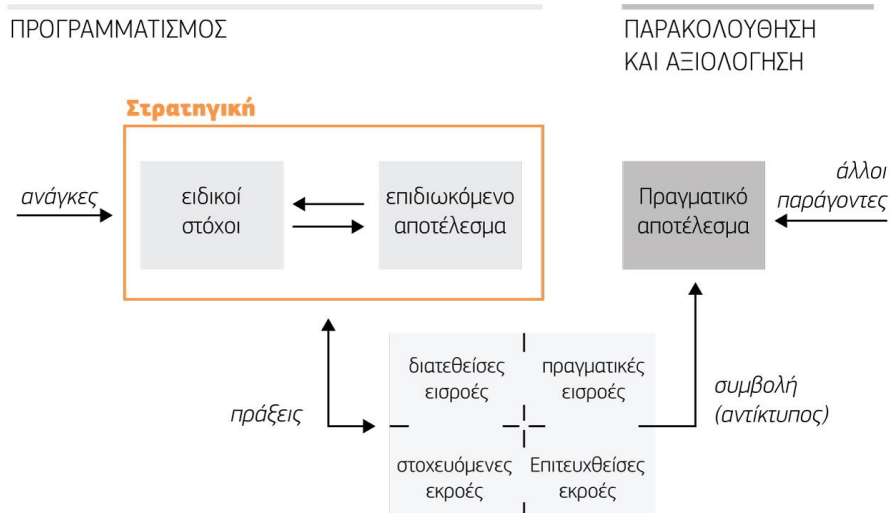 ΠΡΟΓΡΑΜΜΑΤΙΣΜΟΣ
ΠΑΡΑΚΟΛΟΥΘΗΣΗ
ΚΑΙ ΑΞΙΟΛΟΓΗΣΗ
Στρατηγική
ανάγκες
ειδικοί
στόχοι
επιδιωκόμενο
αποτέλεσμα
Πραγματικό
αποτέλεσμα
άλλοι
παράγοντες
πράξεις
διατεθείσες
εισροές
πραγματικές
εισροές
στοχευόμενες
εκροές
Επιτευχθείσες
εκροές
συμβολή
(αντίκτυπος)